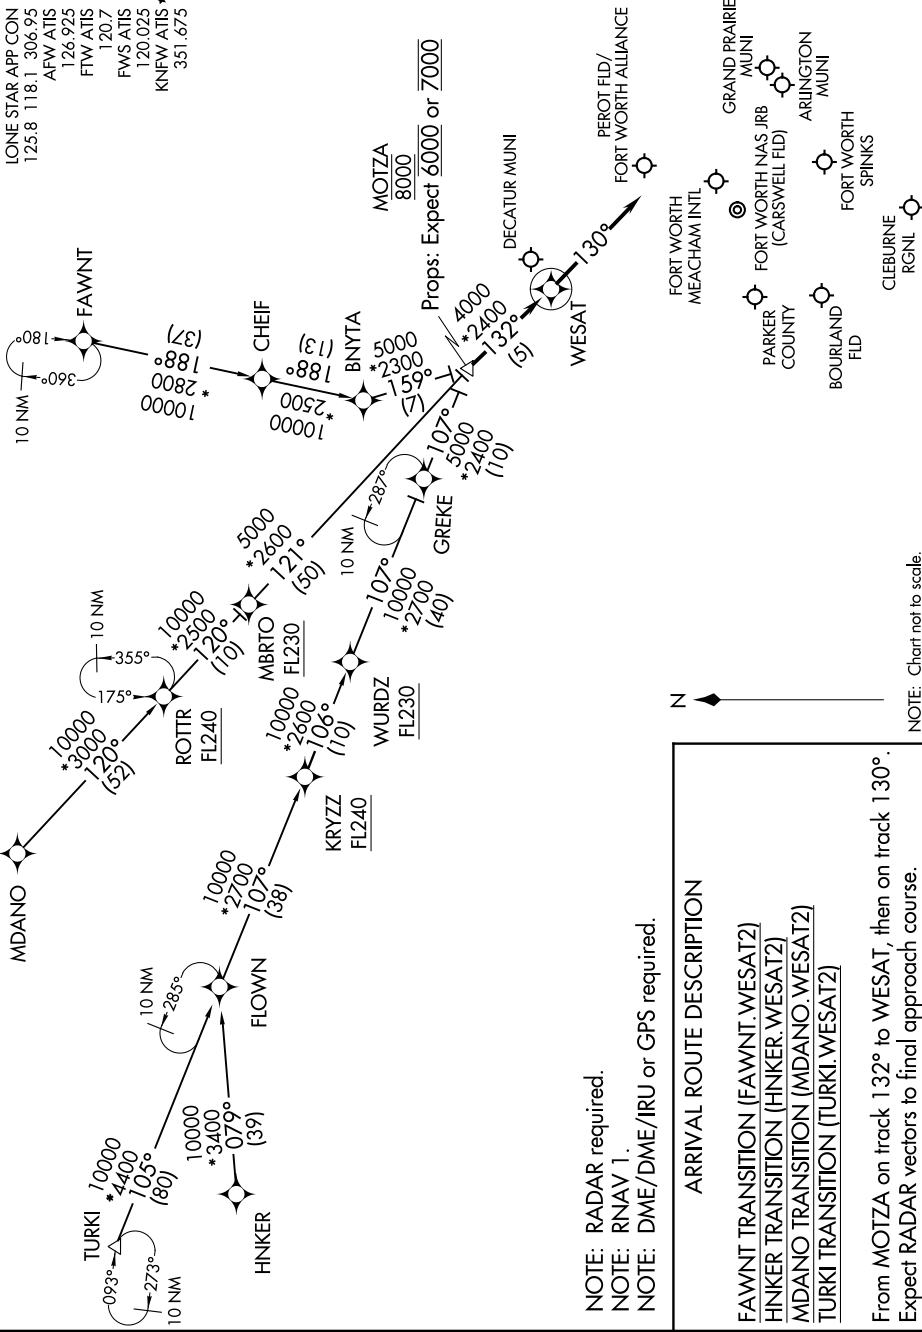 LONE STAR APP CON
125.8 118.1 306.95
AFW ATIS
126.925
FTW ATIS
120.7
FWS ATIS
120.025
KNFW ATIS★
351.675
10 NM
360°
180°
FAWNT
10000
*2800
188°
(37)
CHEIF
10000
*2500
188°
(13)
BNYTA
5000
*2300
159°
(7)
MOTZA
8000
Props: Expect 6000 or 7000
4000
*2400
132°
(5)
DECATUR MUNI
WESAT
130°
PEROT FLD/
FORT WORTH ALLIANCE
FORT WORTH
MEACHAM INTL
GRAND PRAIRIE
MUNI
ARLINGTON
MUNI
FORT WORTH NAS JRB
(CARSWELL FLD)
PARKER
COUNTY
BOURLAND
FLD
FORT WORTH
SPINKS
CLEBURNE
RGNL
MDANO
10000
*3000
120°
(52)
10 NM
355°
175°
ROTTR
FL240
10000
*2500
120°
(10)
MBRTO
FL230
5000
*2600
121°
(50)
10 NM
287°
GREKE
107°
5000
*2400
(10)
107°
10000
*2700
(40)
WURDZ
FL230
10000
*2600
106°
(10)
KRYZZ
FL240
10000
*2700
107°
(38)
10 NM
285°
FLOWN
10000
*3400
079°
(39)
HNKER
10000
*4400
105°
(80)
TURKI
093°
273°
10 NM
N
NOTE: RADAR required.
NOTE: RNAV 1.
NOTE: DME/DME/IRU or GPS required.
NOTE: Chart not to scale.
ARRIVAL ROUTE DESCRIPTION
FAWNT TRANSITION (FAWNT.WESAT2)
HNKER TRANSITION (HNKER.WESAT2)
MDANO TRANSITION (MDANO.WESAT2)
TURKI TRANSITION (TURKI.WESAT2)
From MOTZA on track 132° to WESAT, then on track 130°.
Expect RADAR vectors to final approach course.